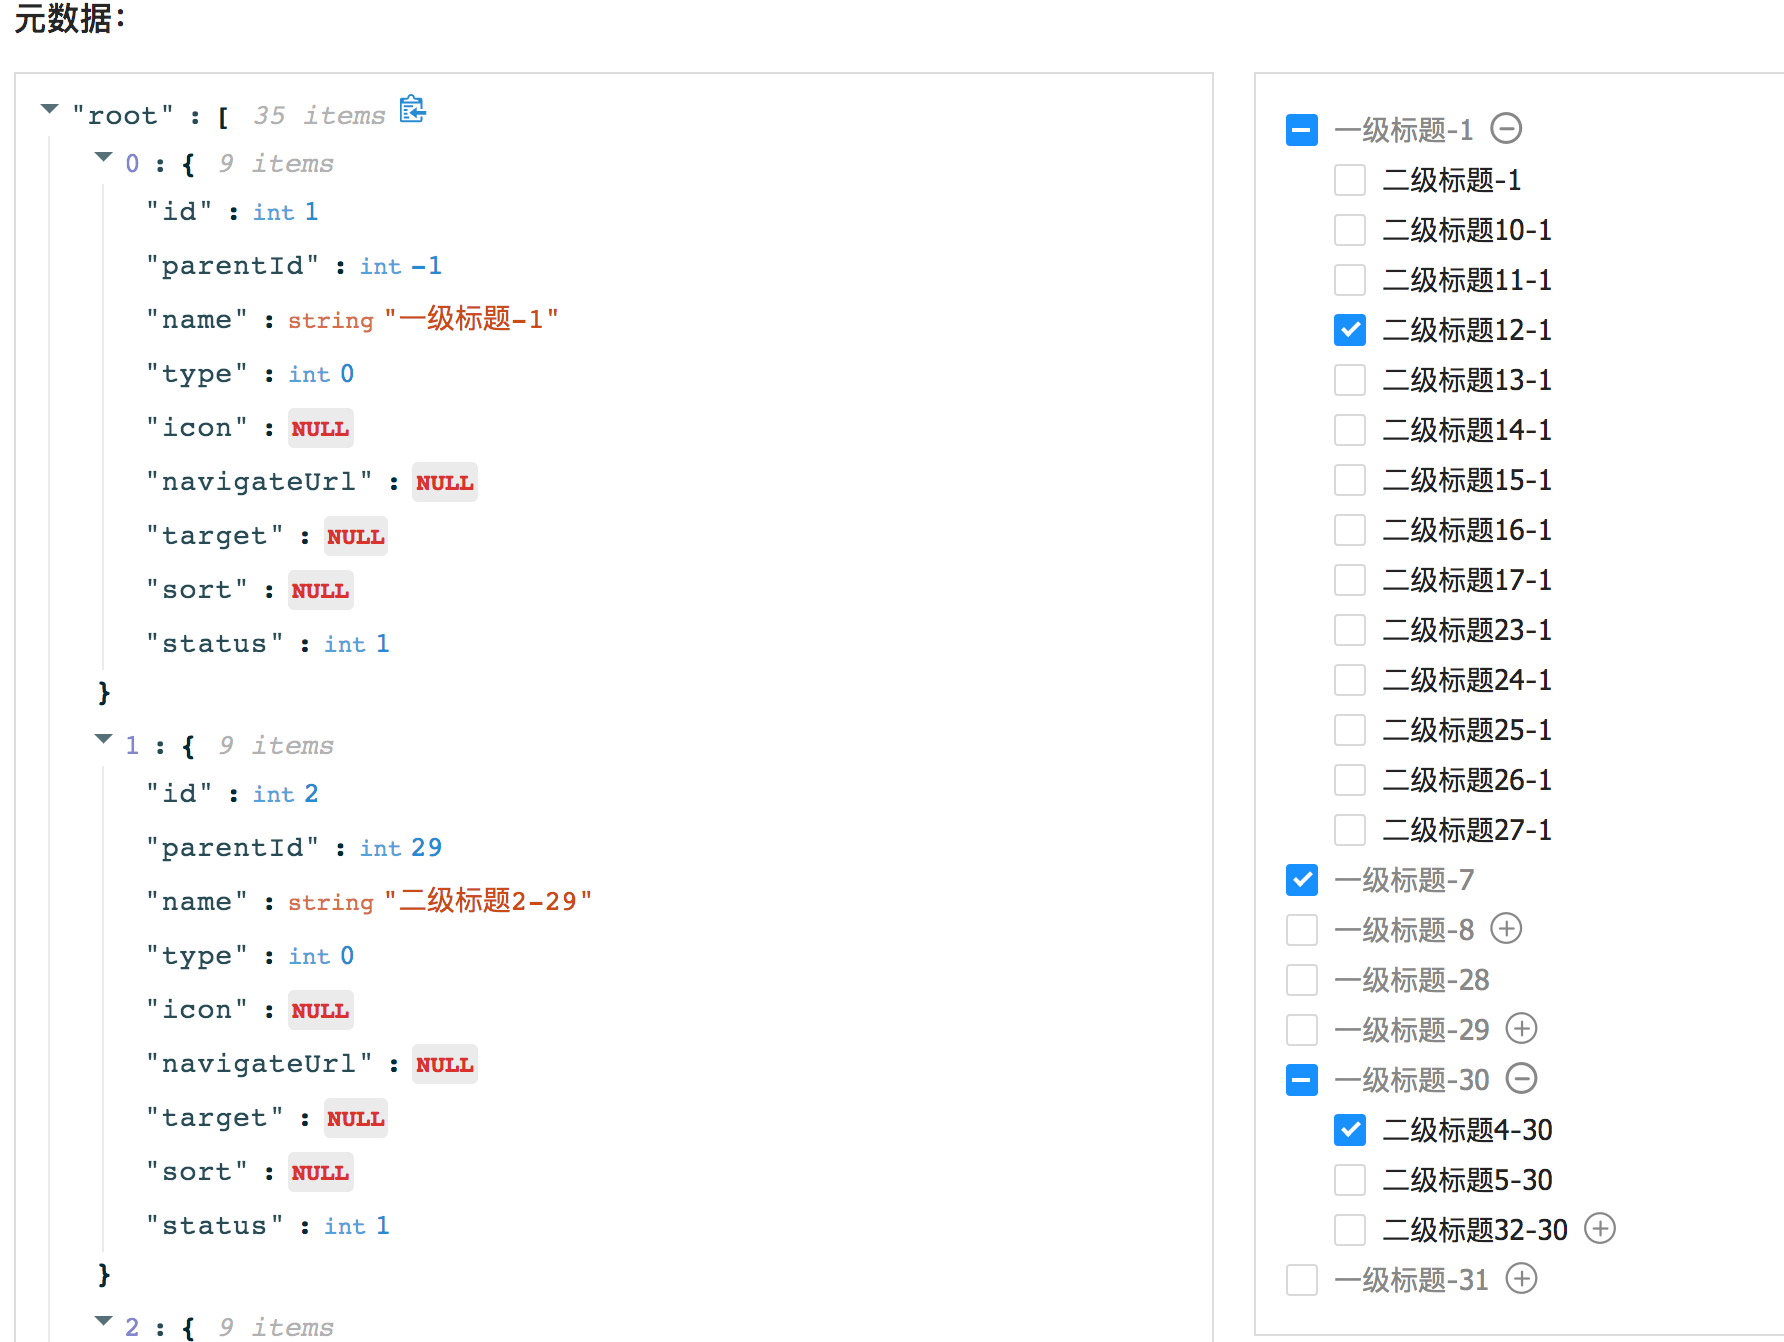 元数据：
"root" : [ 35 items
0 : { 9 items
"id" : int 1
"parentId" : int -1
"name" : string "一级标题-1"
"type" : int 0
"icon" : NULL
"navigateUrl" : NULL
"target" : NULL
"sort" : NULL
"status" : int 1
}
1 : { 9 items
"id" : int 2
"parentId" : int 29
"name" : string "二级标题2-29"
"type" : int 0
"icon" : NULL
"navigateUrl" : NULL
"target" : NULL
"sort" : NULL
"status" : int 1
}
2 : { 9 items
一级标题-1
二级标题-1
二级标题10-1
二级标题11-1
二级标题12-1
二级标题13-1
二级标题14-1
二级标题15-1
二级标题16-1
二级标题17-1
二级标题23-1
二级标题24-1
二级标题25-1
二级标题26-1
二级标题27-1
一级标题-7
一级标题-8
一级标题-28
一级标题-29
一级标题-30
二级标题4-30
二级标题5-30
二级标题32-30
一级标题-31